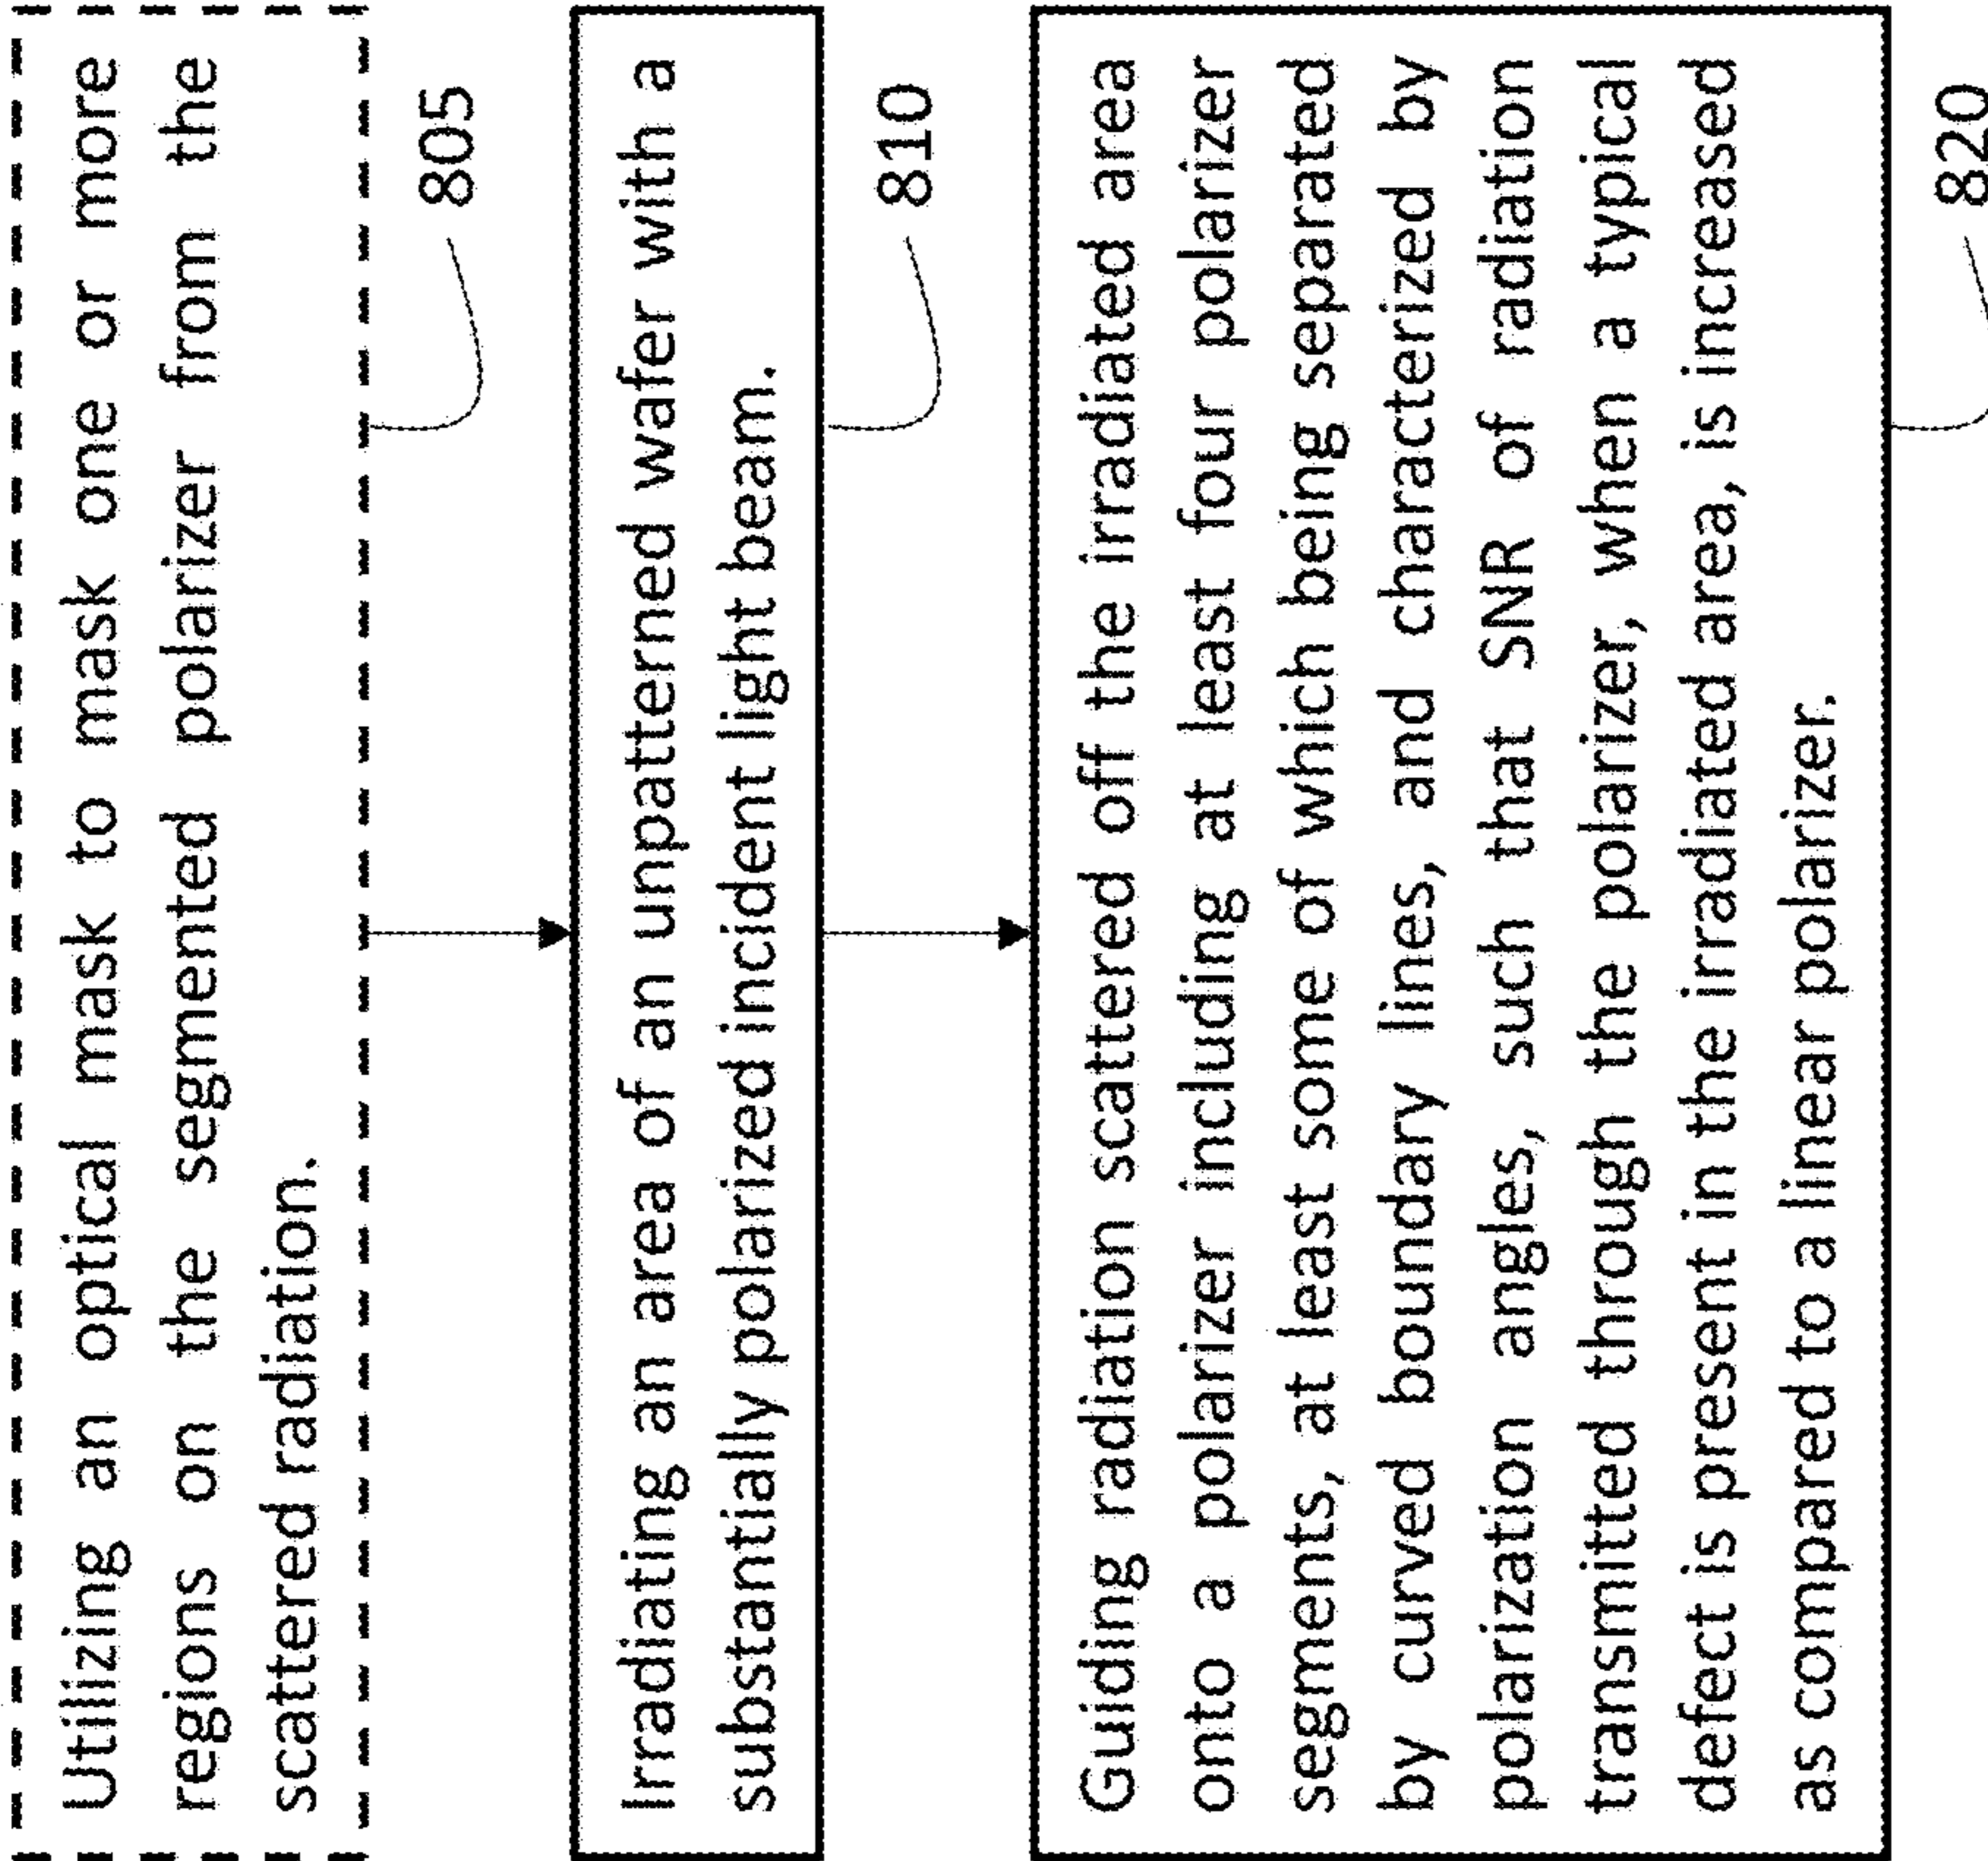 Utilizing an optical mask to mask one or more
regions on the segmented polarizer from the
scattered radiation.
805
Irradiating an area of an unpatterned wafer with a
substantially polarized incident light beam.
810
Guiding radiation scattered off the irradiated area
onto a polarizer including at least four polarizer
segments, at least some of which being separated
by curved boundary lines, and characterized by
polarization angles, such that SNR of radiation
transmitted through the polarizer, when a typical
defect is present in the irradiated area, is increased
as compared to a linear polarizer.
820